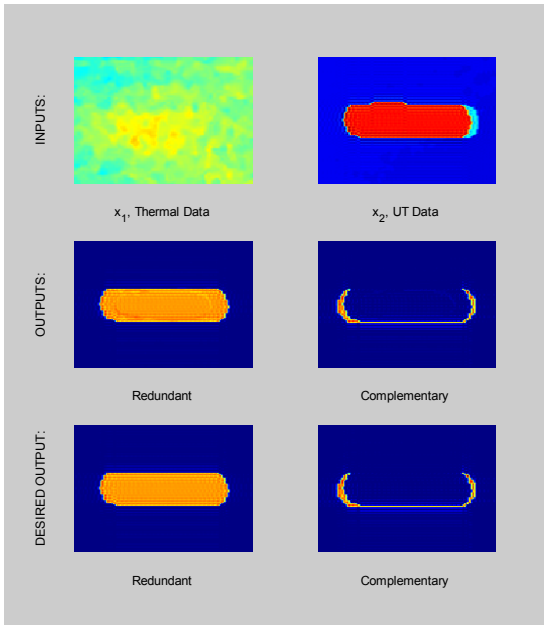 INPUTS:
x1, Thermal Data
x2, UT Data
OUTPUTS:
Redundant
Complementary
DESIRED OUTPUT:
Redundant
Complementary